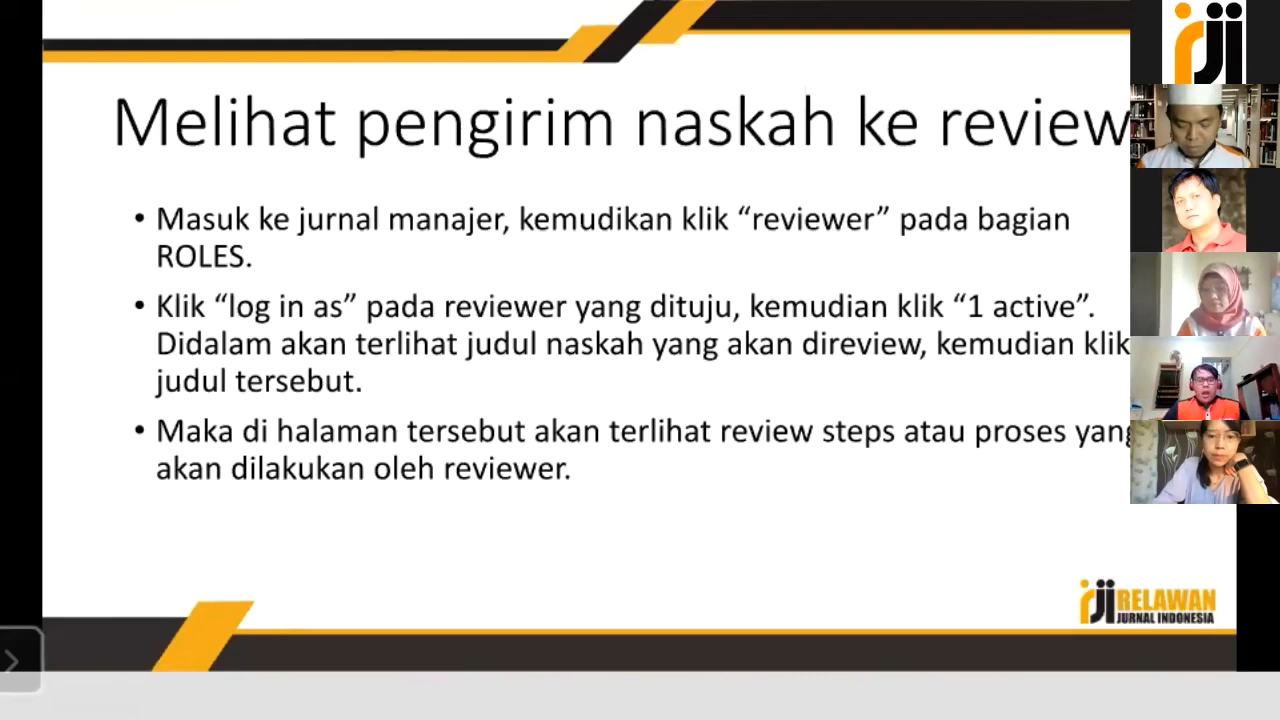 Melihat pengirim naskah ke review
• Masuk ke jurnal manajer, kemudikan klik “reviewer” pada bagian
ROLES.
• Klik “log in as” pada reviewer yang dituju, kemudian klik “1 active”.
Didalam akan terlihat judul naskah yang akan direview, kemudian klik
judul tersebut.
• Maka di halaman tersebut akan terlihat review steps atau proses yang
akan dilakukan oleh reviewer.
rji RELAWAN
JURNAL INDONESIA
rji